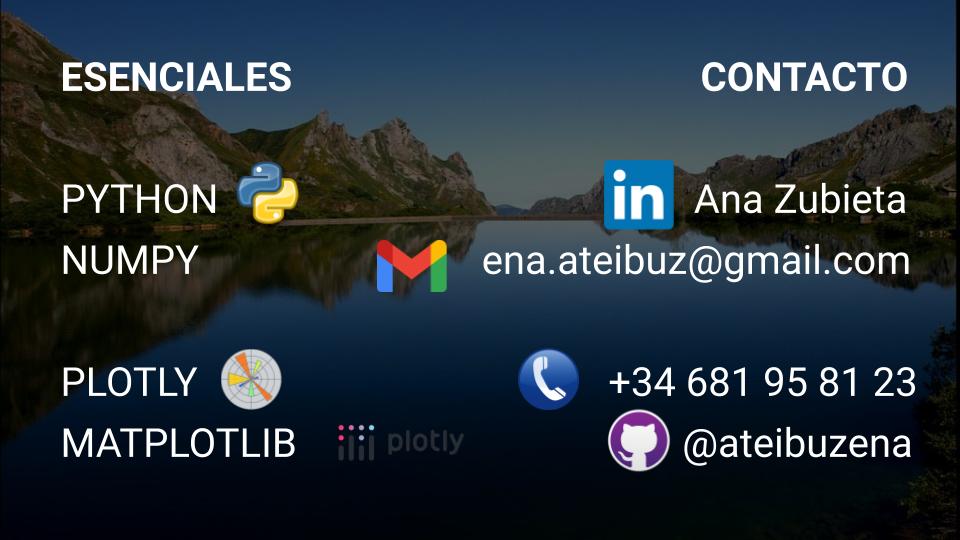 ESENCIALES
CONTACTO
PYTHON
in Ana Zubieta
NUMPY
ena.ateibuz@gmail.com
PLOTLY
+34 681 95 81 23
MATPLOTLIB
plotly
@ateibuzena